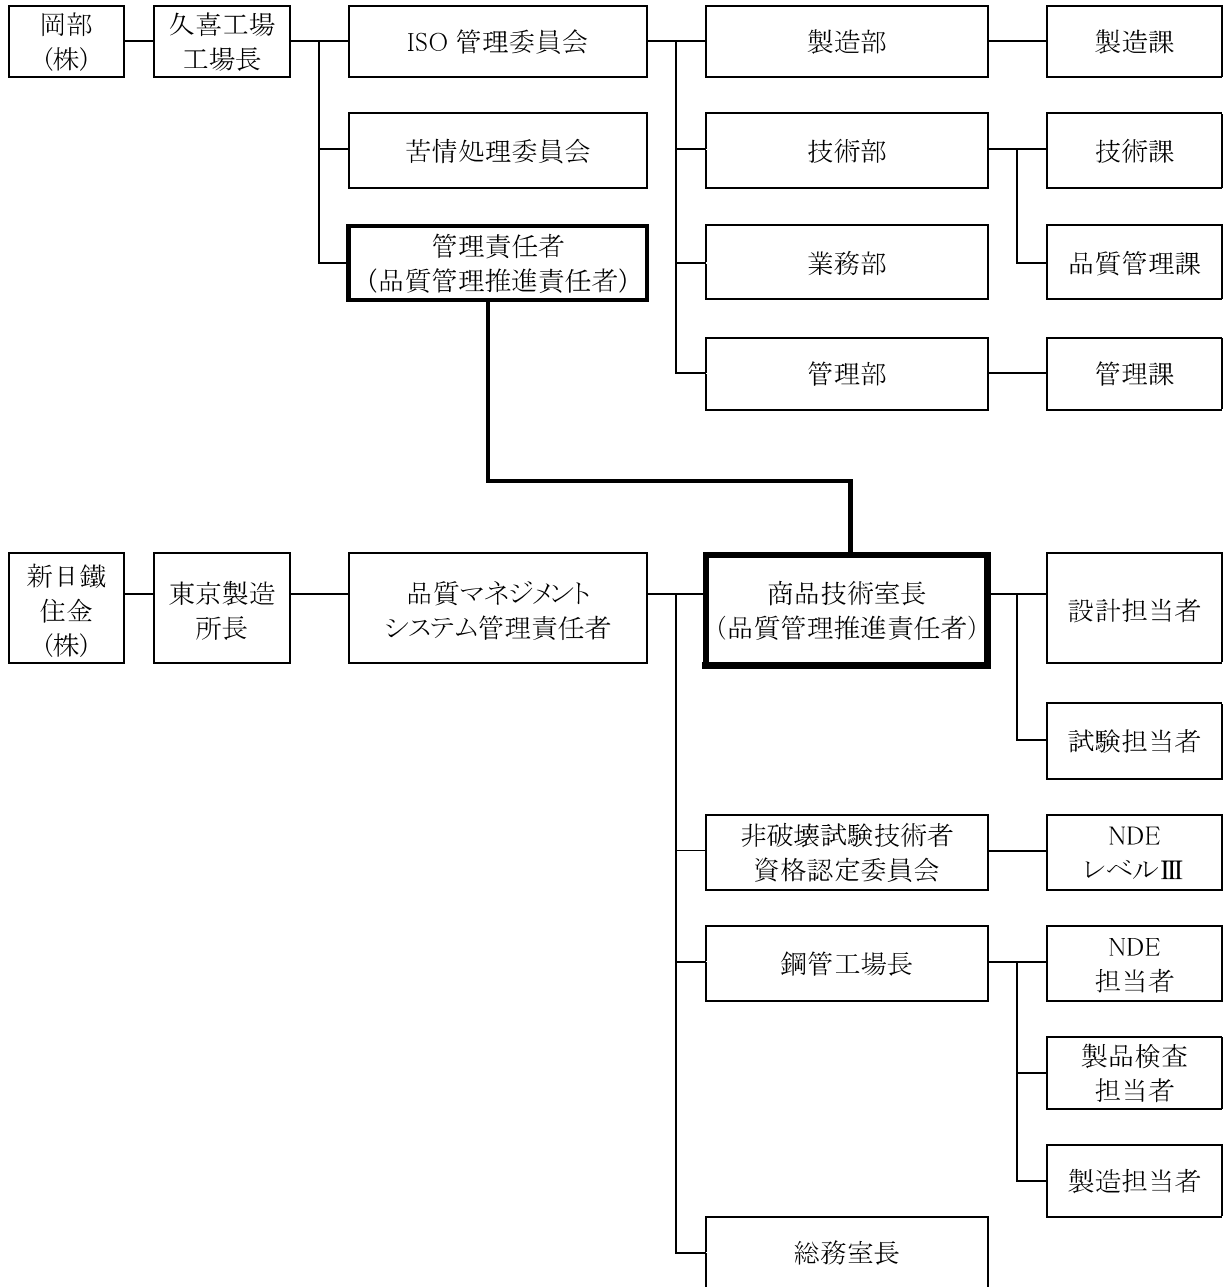 岡部
(株)
久喜工場
工場長
ISO 管理委員会
製造部
製造課
苦情処理委員会
技術部
技術課
管理責任者
（品質管理推進責任者）
業務部
品質管理課
管理部
管理課
新日鐵
住金
(株)
東京製造
所長
品質マネジメント
システム管理責任者
商品技術室長
（品質管理推進責任者）
設計担当者
試験担当者
非破壊試験技術者
資格認定委員会
NDE
レベルⅢ
鋼管工場長
NDE
担当者
製品検査
担当者
製造担当者
総務室長